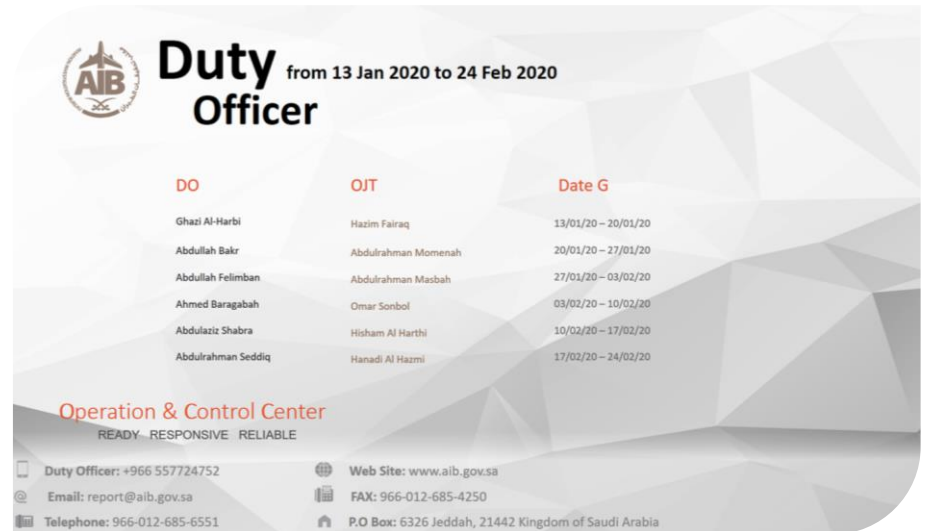 AIB
Duty from 13 Jan 2020 to 24 Feb 2020
Officer
DO OJT Date G
Ghazi Al-Harbi Hazim Fairaq 13/01/20 – 20/01/20
Abdullah Bakr Abdulrahman Momenah 20/01/20 – 27/01/20
Abdullah Felimban Abdulrahman Masbah 27/01/20 – 03/02/20
Ahmed Baragabah Omar Sonbol 03/02/20 – 10/02/20
Abdulaziz Shabra Hisham Al Harthi 10/02/20 – 17/02/20
Abdulrahman Seddiq Hanadi Al Hazmi 17/02/20 – 24/02/20
Operation & Control Center
READY RESPONSIVE RELIABLE
Duty Officer: +966 557724752 Web Site: www.aib.gov.sa
Email: report@aib.gov.sa FAX: 966-012-685-4250
Telephone: 966-012-685-6551 P.O Box: 6326 Jeddah, 21442 Kingdom of Saudi Arabia